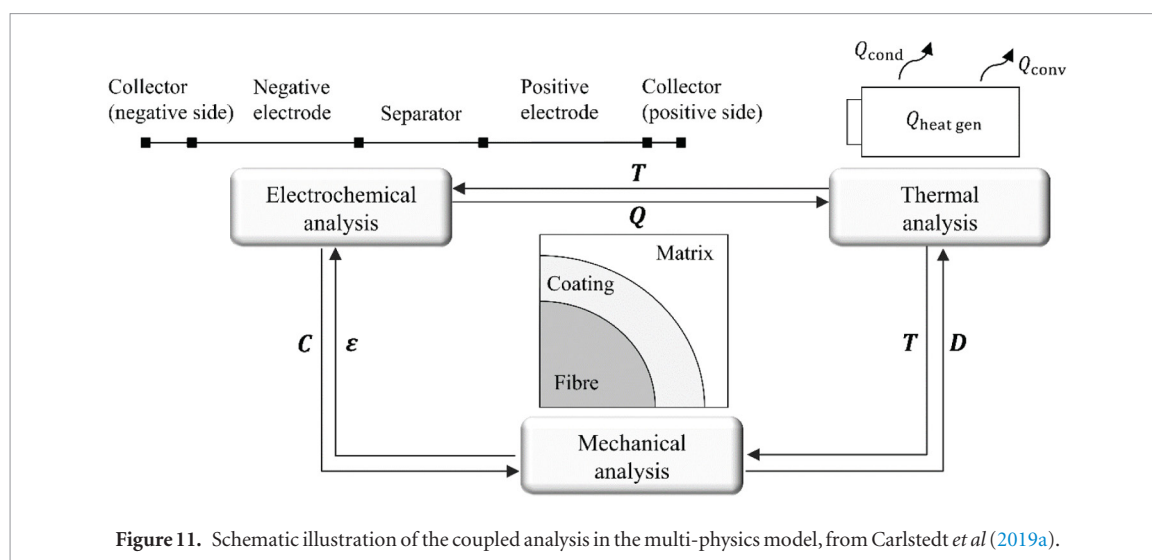 Q_cond
Q_conv
Collector
(negative side)
Negative
electrode
Separator
Positive
electrode
Collector
(positive side)
Q_heat gen
Electrochemical
analysis
T
Q
Thermal
analysis
Matrix
Coating
Fibre
C
ε
T
D
Mechanical
analysis
Figure 11. Schematic illustration of the coupled analysis in the multi-physics model, from Carlstedt et al (2019a).